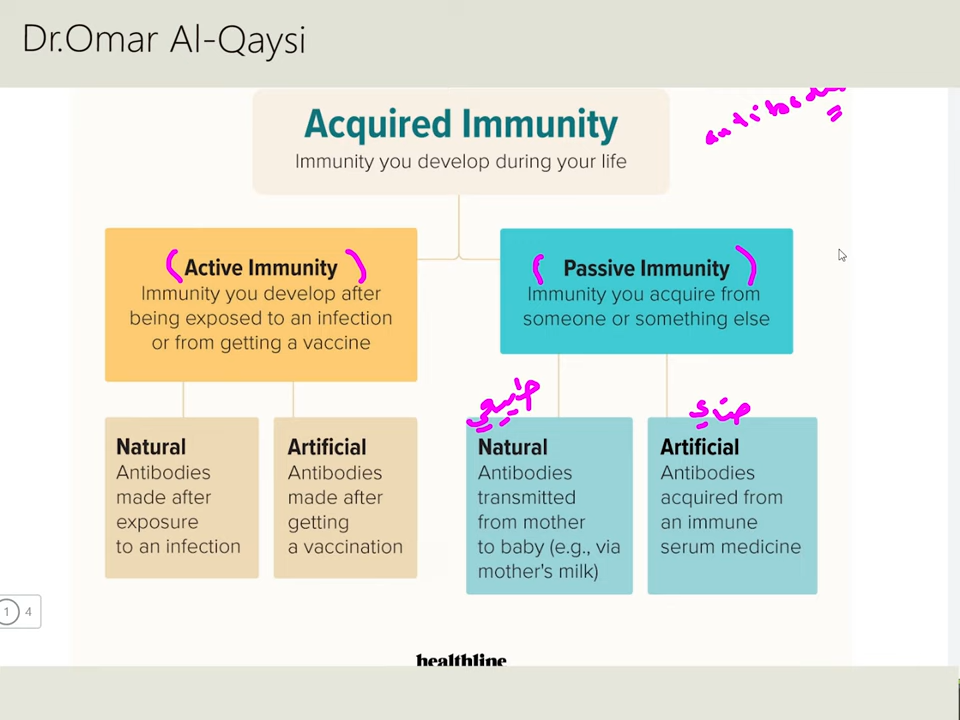 Dr.Omar Al-Qaysi
Acquired Immunity
Immunity you develop during your life
(Active Immunity)
Immunity you develop after
being exposed to an infection
or from getting a vaccine
(Passive Immunity)
Immunity you acquire from
someone or something else
Natural
Antibodies
made after
exposure
to an infection
Artificial
Antibodies
made after
getting
a vaccination
طبيعي
Natural
Antibodies
transmitted
from mother
to baby (e.g., via
mother's milk)
Artificial
Antibodies
acquired from
an immune
serum medicine
1 4
healthline